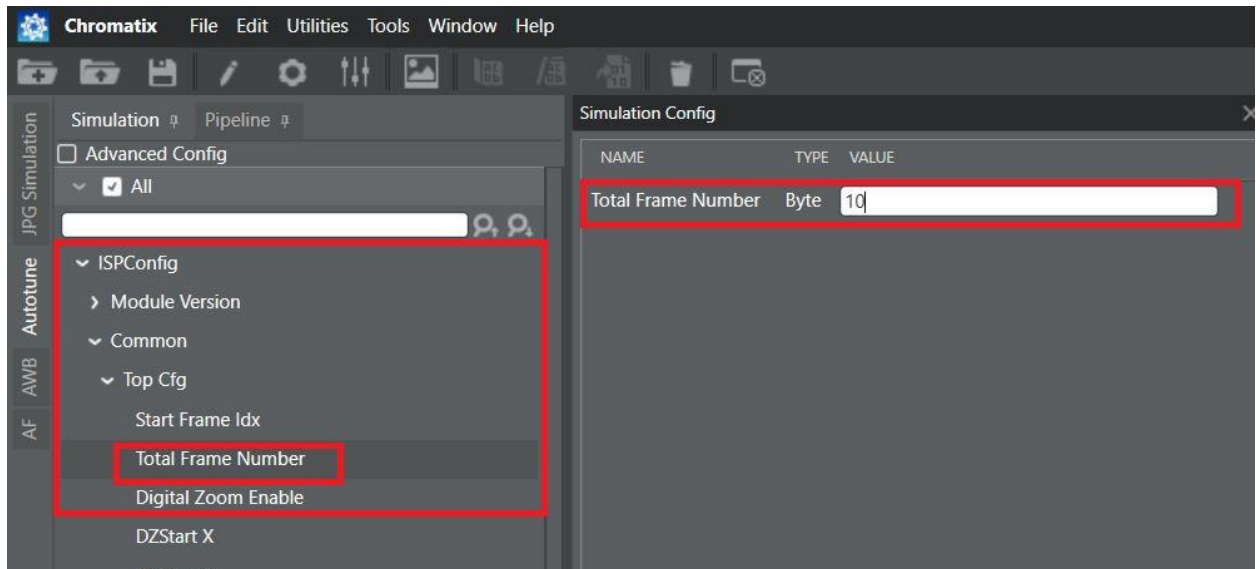 Chromatix File Edit Utilities Tools Window Help
JPG Simulation
Autotune
AWB
AF
Simulation Pipeline
Advanced Config
All
ISPConfig
Module Version
Common
Top Cfg
Start Frame Idx
Total Frame Number
Digital Zoom Enable
DZStart X
Simulation Config
NAME TYPE VALUE
Total Frame Number Byte 10